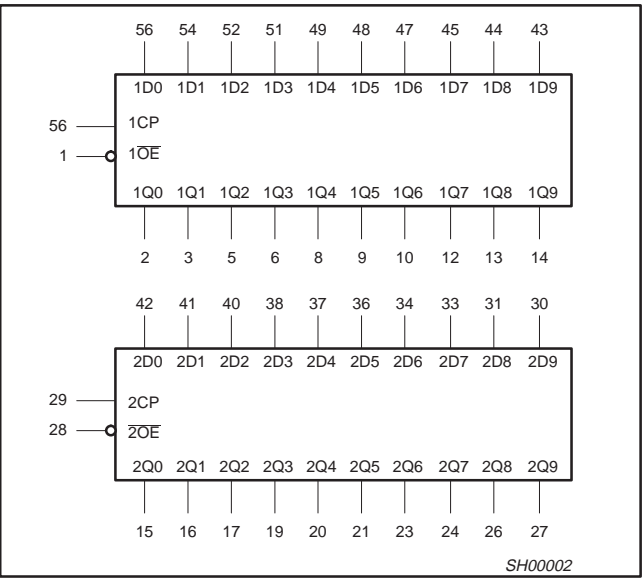 56 54 52 51 49 48 47 45 44 43
1D0 1D1 1D2 1D3 1D4 1D5 1D6 1D7 1D8 1D9
56 1CP
1 1OE
1Q0 1Q1 1Q2 1Q3 1Q4 1Q5 1Q6 1Q7 1Q8 1Q9
2 3 5 6 8 9 10 12 13 14
42 41 40 38 37 36 34 33 31 30
2D0 2D1 2D2 2D3 2D4 2D5 2D6 2D7 2D8 2D9
29 2CP
28 2OE
2Q0 2Q1 2Q2 2Q3 2Q4 2Q5 2Q6 2Q7 2Q8 2Q9
15 16 17 19 20 21 23 24 26 27
SH00002